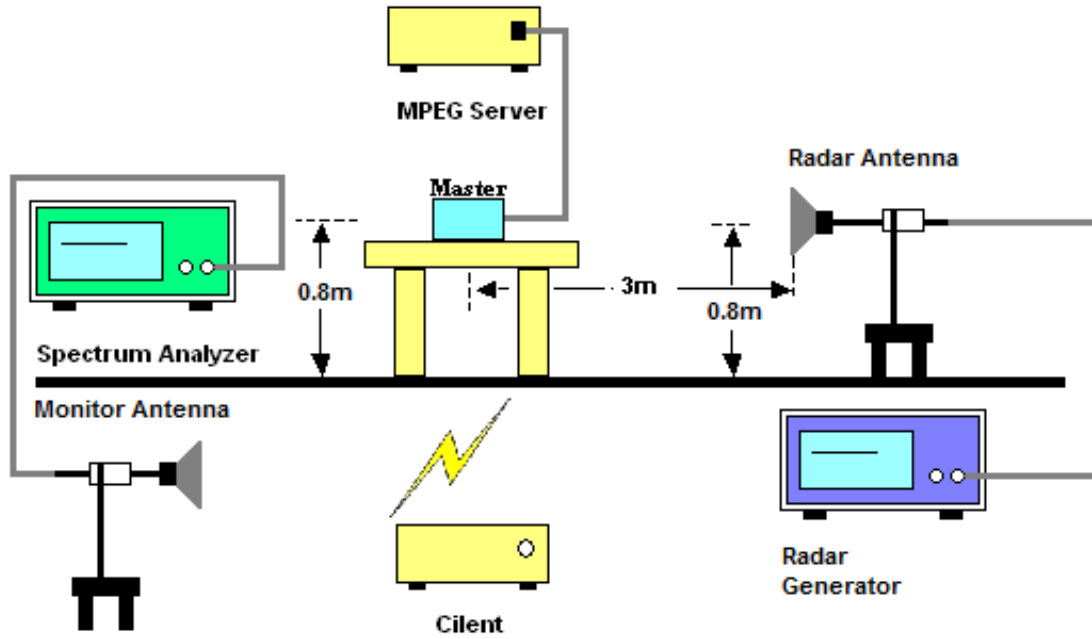 MPEG Server
Radar Antenna
Master
0.8m
3m
0.8m
Spectrum Analyzer
Monitor Antenna
Radar
Generator
Cilent